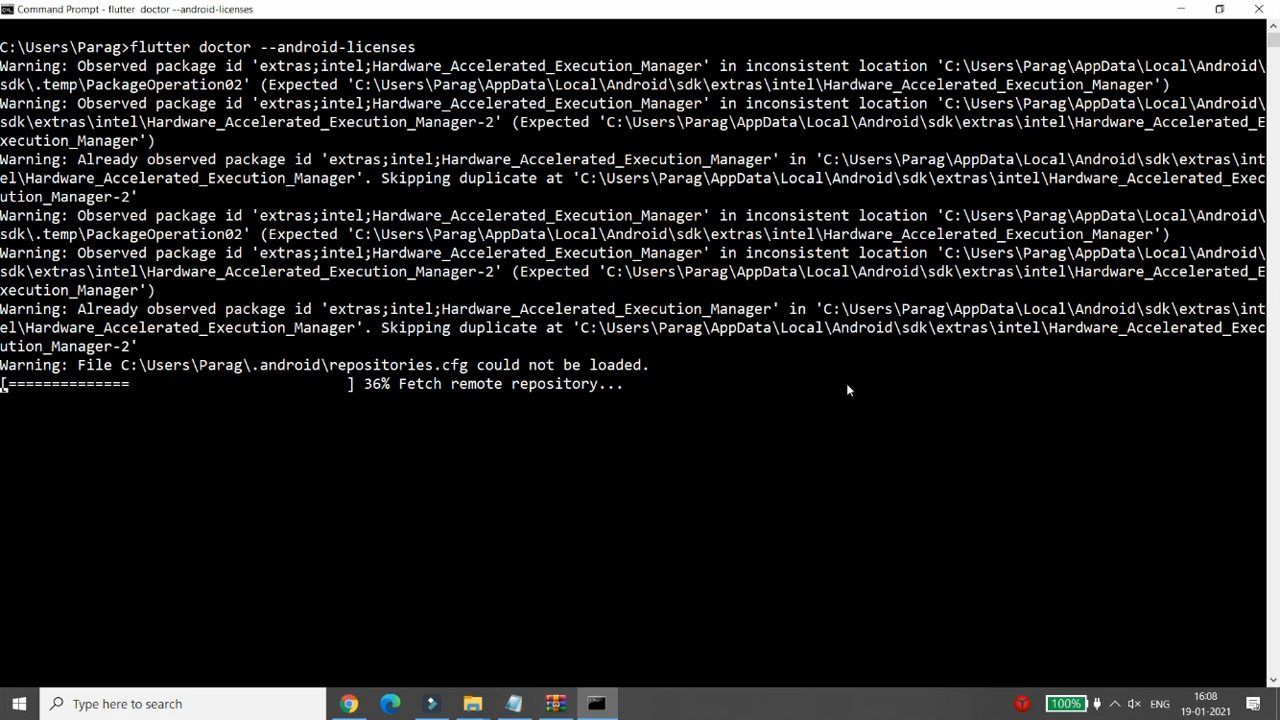 Command Prompt - flutter  doctor --android-licenses
C:\Users\Parag>flutter doctor --android-licenses
Warning: Observed package id 'extras;intel;Hardware_Accelerated_Execution_Manager' in inconsistent location 'C:\Users\Parag\AppData\Local\Android\
sdk\.temp\PackageOperation02' (Expected 'C:\Users\Parag\AppData\Local\Android\sdk\extras\intel\Hardware_Accelerated_Execution_Manager')
Warning: Observed package id 'extras;intel;Hardware_Accelerated_Execution_Manager' in inconsistent location 'C:\Users\Parag\AppData\Local\Android\
sdk\extras\intel\Hardware_Accelerated_Execution_Manager-2' (Expected 'C:\Users\Parag\AppData\Local\Android\sdk\extras\intel\Hardware_Accelerated_E
xecution_Manager')
Warning: Already observed package id 'extras;intel;Hardware_Accelerated_Execution_Manager' in 'C:\Users\Parag\AppData\Local\Android\sdk\extras\int
el\Hardware_Accelerated_Execution_Manager'. Skipping duplicate at 'C:\Users\Parag\AppData\Local\Android\sdk\extras\intel\Hardware_Accelerated_Exec
ution_Manager-2'
Warning: Observed package id 'extras;intel;Hardware_Accelerated_Execution_Manager' in inconsistent location 'C:\Users\Parag\AppData\Local\Android\
sdk\.temp\PackageOperation02' (Expected 'C:\Users\Parag\AppData\Local\Android\sdk\extras\intel\Hardware_Accelerated_Execution_Manager')
Warning: Observed package id 'extras;intel;Hardware_Accelerated_Execution_Manager' in inconsistent location 'C:\Users\Parag\AppData\Local\Android\
sdk\extras\intel\Hardware_Accelerated_Execution_Manager-2' (Expected 'C:\Users\Parag\AppData\Local\Android\sdk\extras\intel\Hardware_Accelerated_E
xecution_Manager')
Warning: Already observed package id 'extras;intel;Hardware_Accelerated_Execution_Manager' in 'C:\Users\Parag\AppData\Local\Android\sdk\extras\int
el\Hardware_Accelerated_Execution_Manager'. Skipping duplicate at 'C:\Users\Parag\AppData\Local\Android\sdk\extras\intel\Hardware_Accelerated_Exec
ution_Manager-2'
Warning: File C:\Users\Parag\.android\repositories.cfg could not be loaded.
[==============                         ] 36% Fetch remote repository...
Type here to search
100%
ENG
16:08
19-01-2021